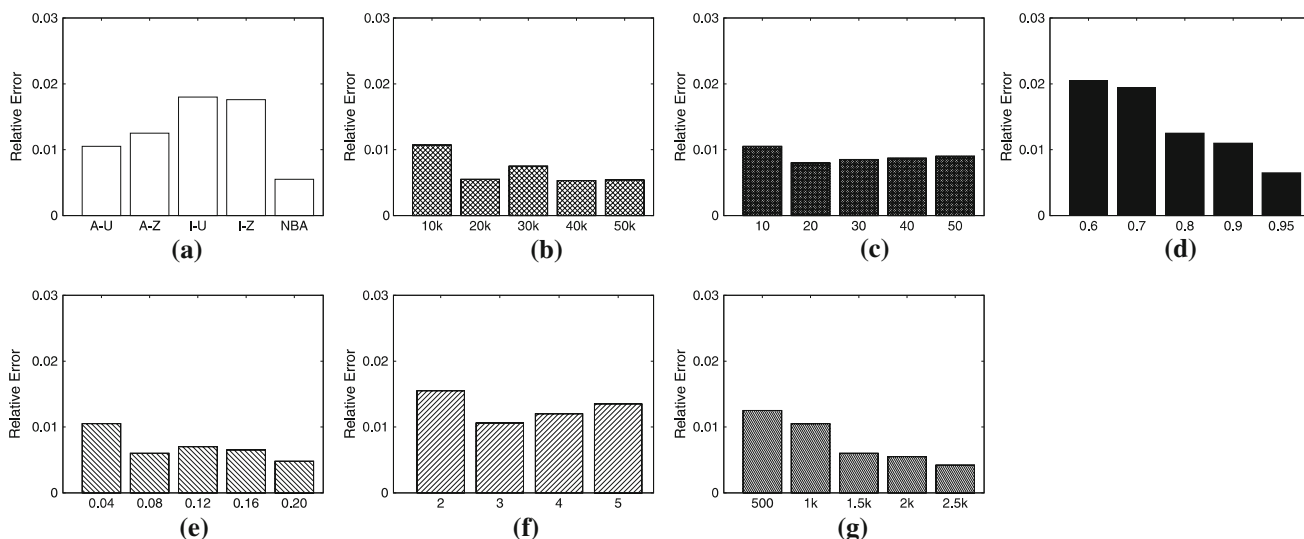 Relative Error
0.03
0.02
0.01
0
A-U A-Z I-U I-Z NBA
(a)
Relative Error
0.03
0.02
0.01
0
10k 20k 30k 40k 50k
(b)
Relative Error
0.03
0.02
0.01
0
10 20 30 40 50
(c)
Relative Error
0.03
0.02
0.01
0
0.6 0.7 0.8 0.9 0.95
(d)
Relative Error
0.03
0.02
0.01
0
0.04 0.08 0.12 0.16 0.20
(e)
Relative Error
0.03
0.02
0.01
0
2 3 4 5
(f)
Relative Error
0.03
0.02
0.01
0
500 1k 1.5k 2k 2.5k
(g)